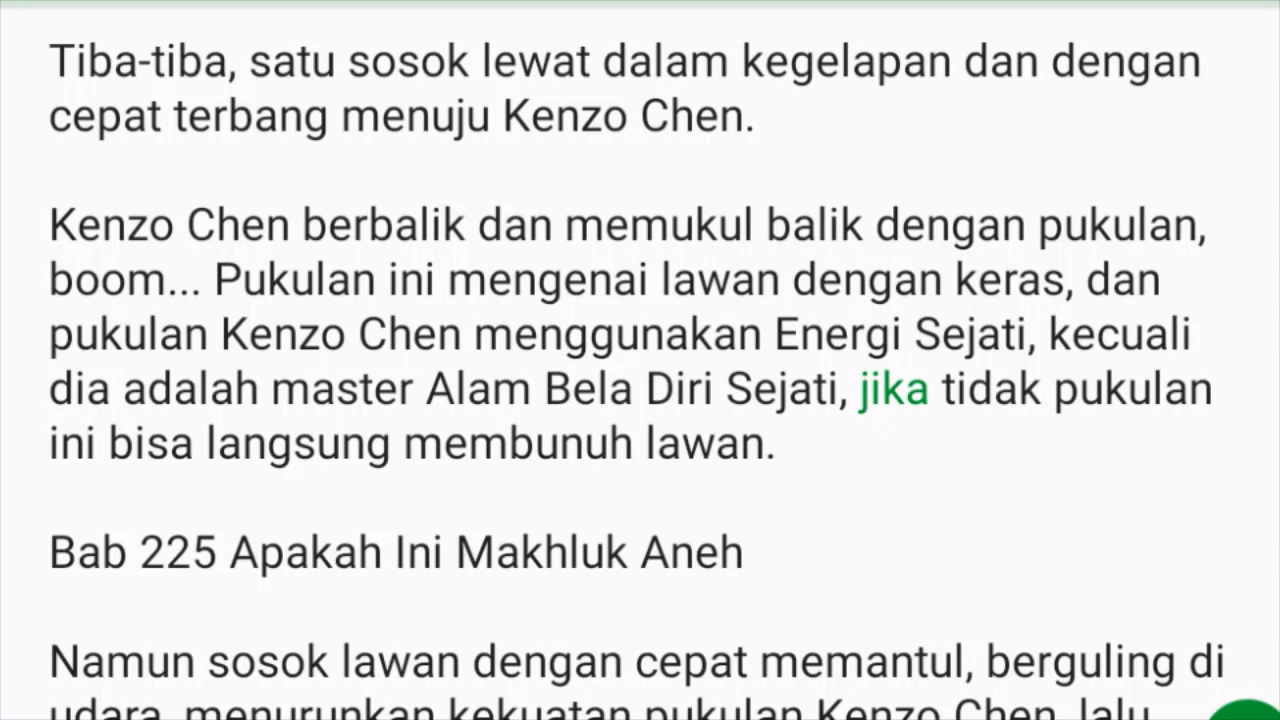 Tiba-tiba, satu sosok lewat dalam kegelapan dan dengan
cepat terbang menuju Kenzo Chen.
Kenzo Chen berbalik dan memukul balik dengan pukulan,
boom... Pukulan ini mengenai lawan dengan keras, dan
pukulan Kenzo Chen menggunakan Energi Sejati, kecuali
dia adalah master Alam Bela Diri Sejati, jika tidak pukulan
ini bisa langsung membunuh lawan.
Bab 225 Apakah Ini Makhluk Aneh
Namun sosok lawan dengan cepat memantul, berguling di
udara, menurunkan kekuatan pukulan Kenzo Chen, lalu